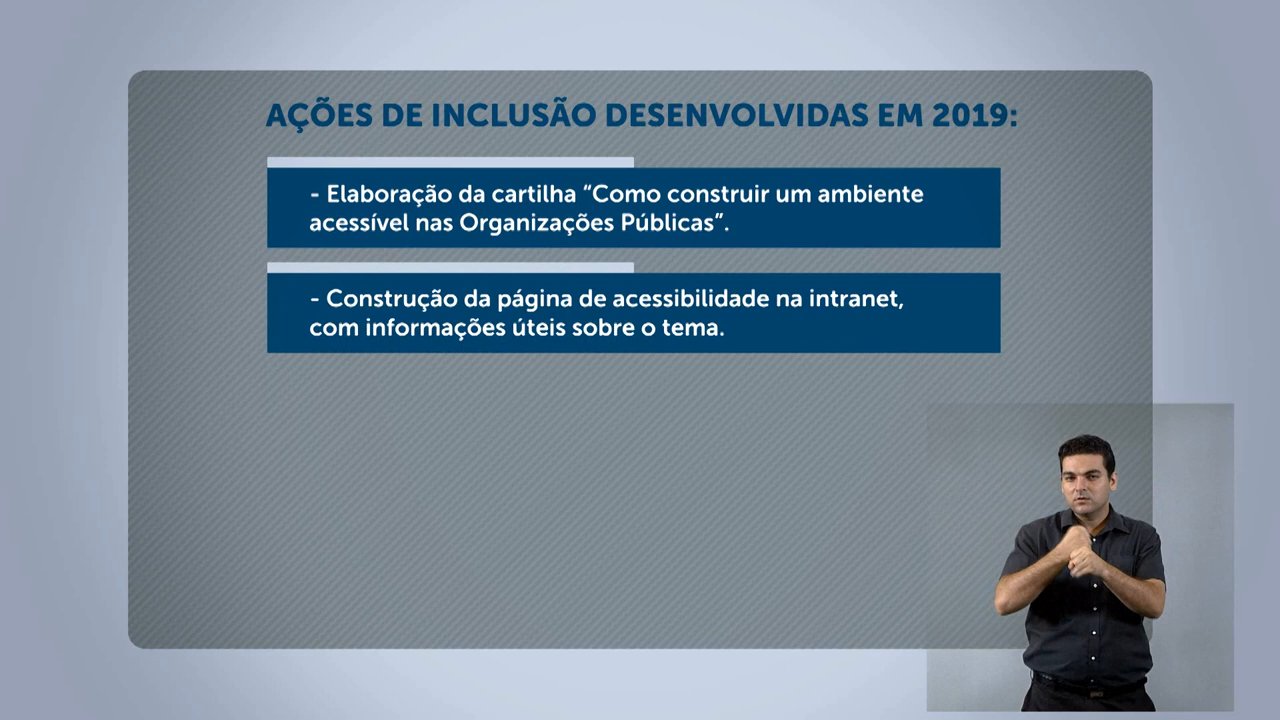 AÇÕES DE INCLUSÃO DESENVOLVIDAS EM 2019:
- Elaboração da cartilha “Como construir um ambiente
acessível nas Organizações Públicas”.
- Construção da página de acessibilidade na intranet,
com informações úteis sobre o tema.